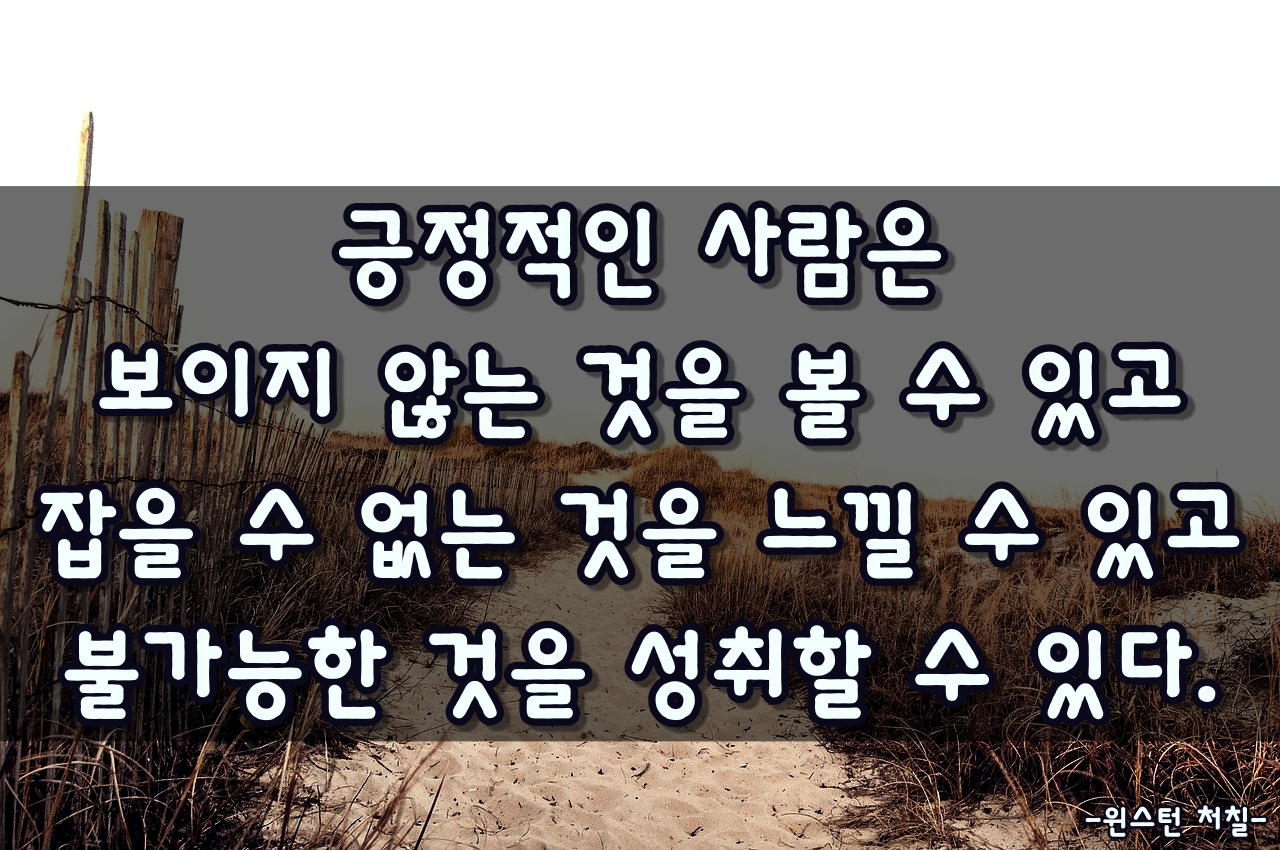 긍정적인 사람은
보이지 않는 것을 볼 수 있고
잡을 수 없는 것을 느낄 수 있고
불가능한 것을 성취할 수 있다.
-윈스턴 처칠-